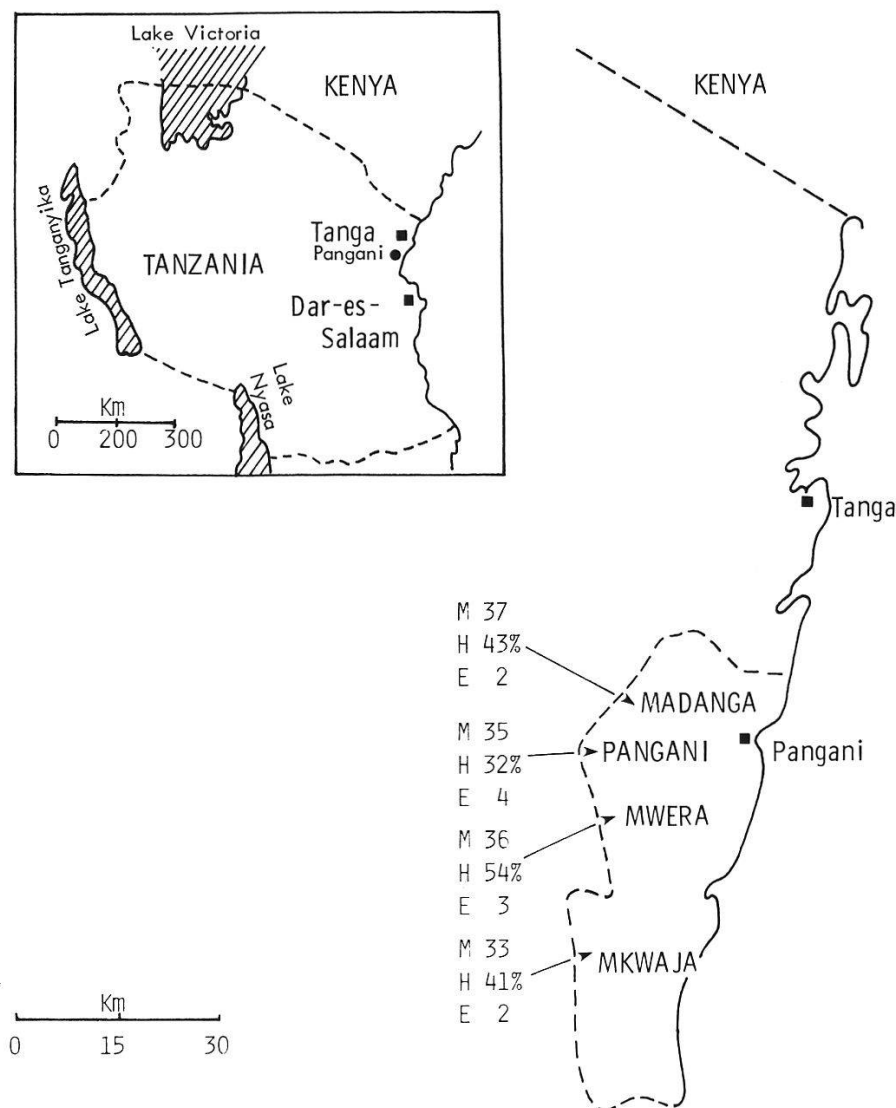 Lake Victoria
KENYA
Lake Tanganyika
TANZANIA
Tanga
Pangani
Dar-es-
Salaam
Lake
Nyasa
Km
0 200 300
KENYA
Tanga
M 37
H 43%
E 2
MADANGA
M 35
H 32%
E 4
PANGANI
Pangani
M 36
H 54%
E 3
MWERA
M 33
H 41%
E 2
MKWAJA
Km
0 15 30